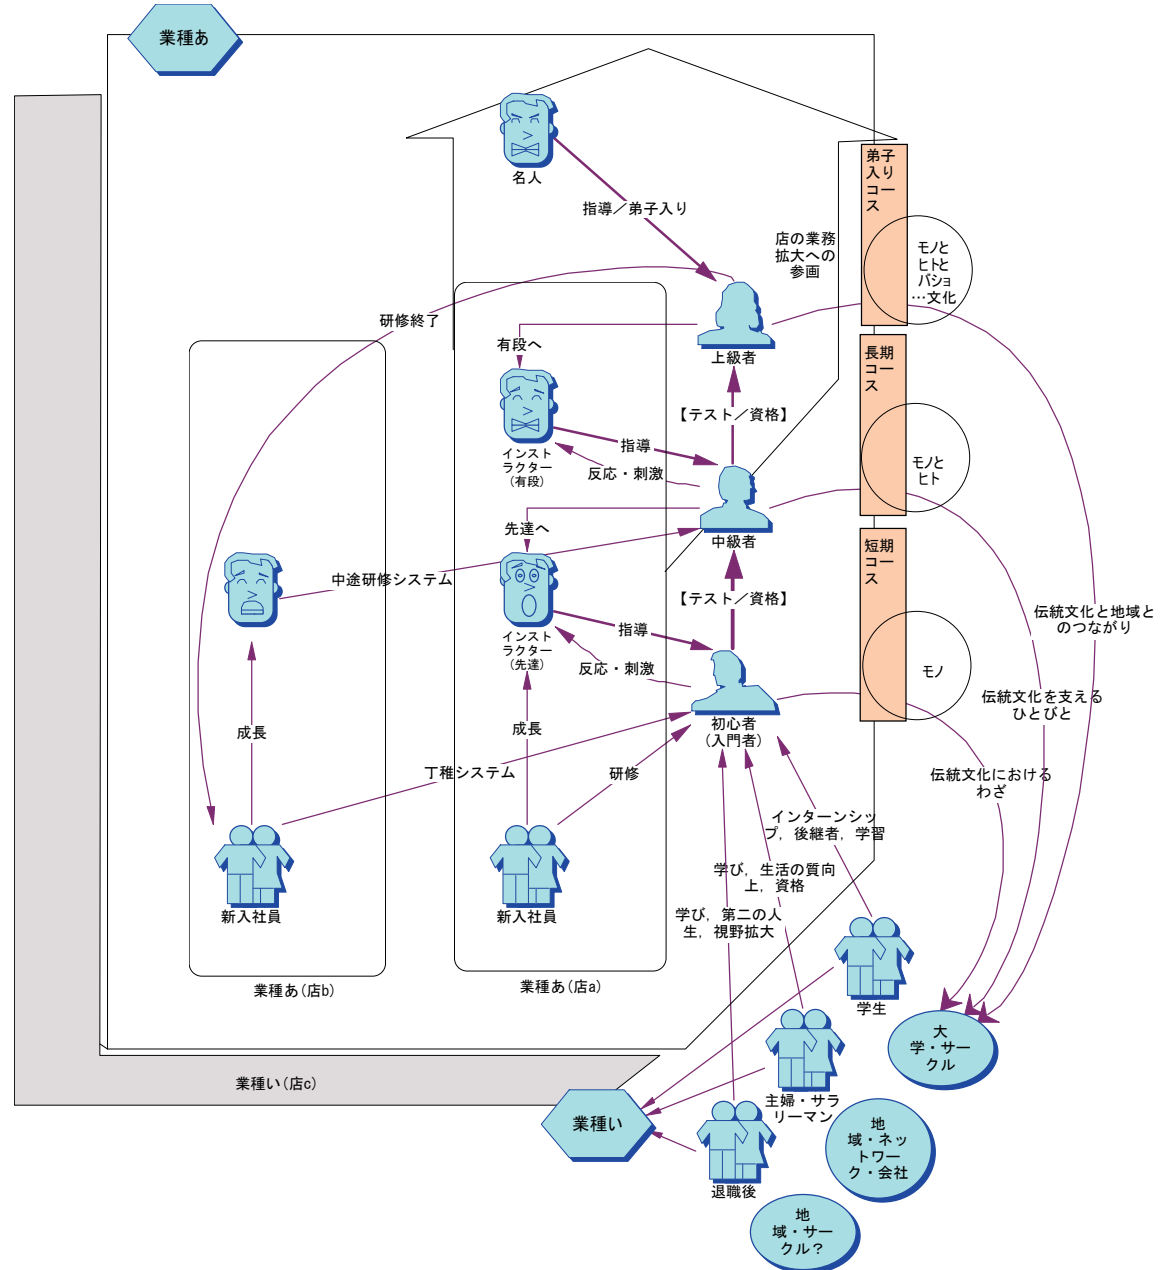 業種あ
名人
指導／弟子入り
弟子
入り
コー
ス
モノと
ヒトと
バショ
…文化
店の業務
拡大への
参画
研修終了
有段へ
上級者
長期
コー
ス
インスト
ラクター
(有段)
【テスト／資格】
指導
反応・刺激
モノと
ヒト
先達へ
中級者
短期
コー
ス
中途研修システム
インスト
ラクター
(先達)
【テスト／資格】
指導
反応・刺激
伝統文化と地域と
のつながり
モノ
伝統文化を支える
ひとびと
成長
成長
初心者
(入門者)
丁稚システム
研修
伝統文化における
わざ
インターンシッ
プ，後継者，学習
学び，生活の質向
上，資格
学び，第二の人
生，視野拡大
新入社員
新入社員
業種あ(店b)
業種あ(店a)
学生
大
学・サー
クル
業種い(店c)
業種い
主婦・サラ
リーマン
地
域・ネッ
トワー
ク・会社
退職後
地
域・サー
クル？